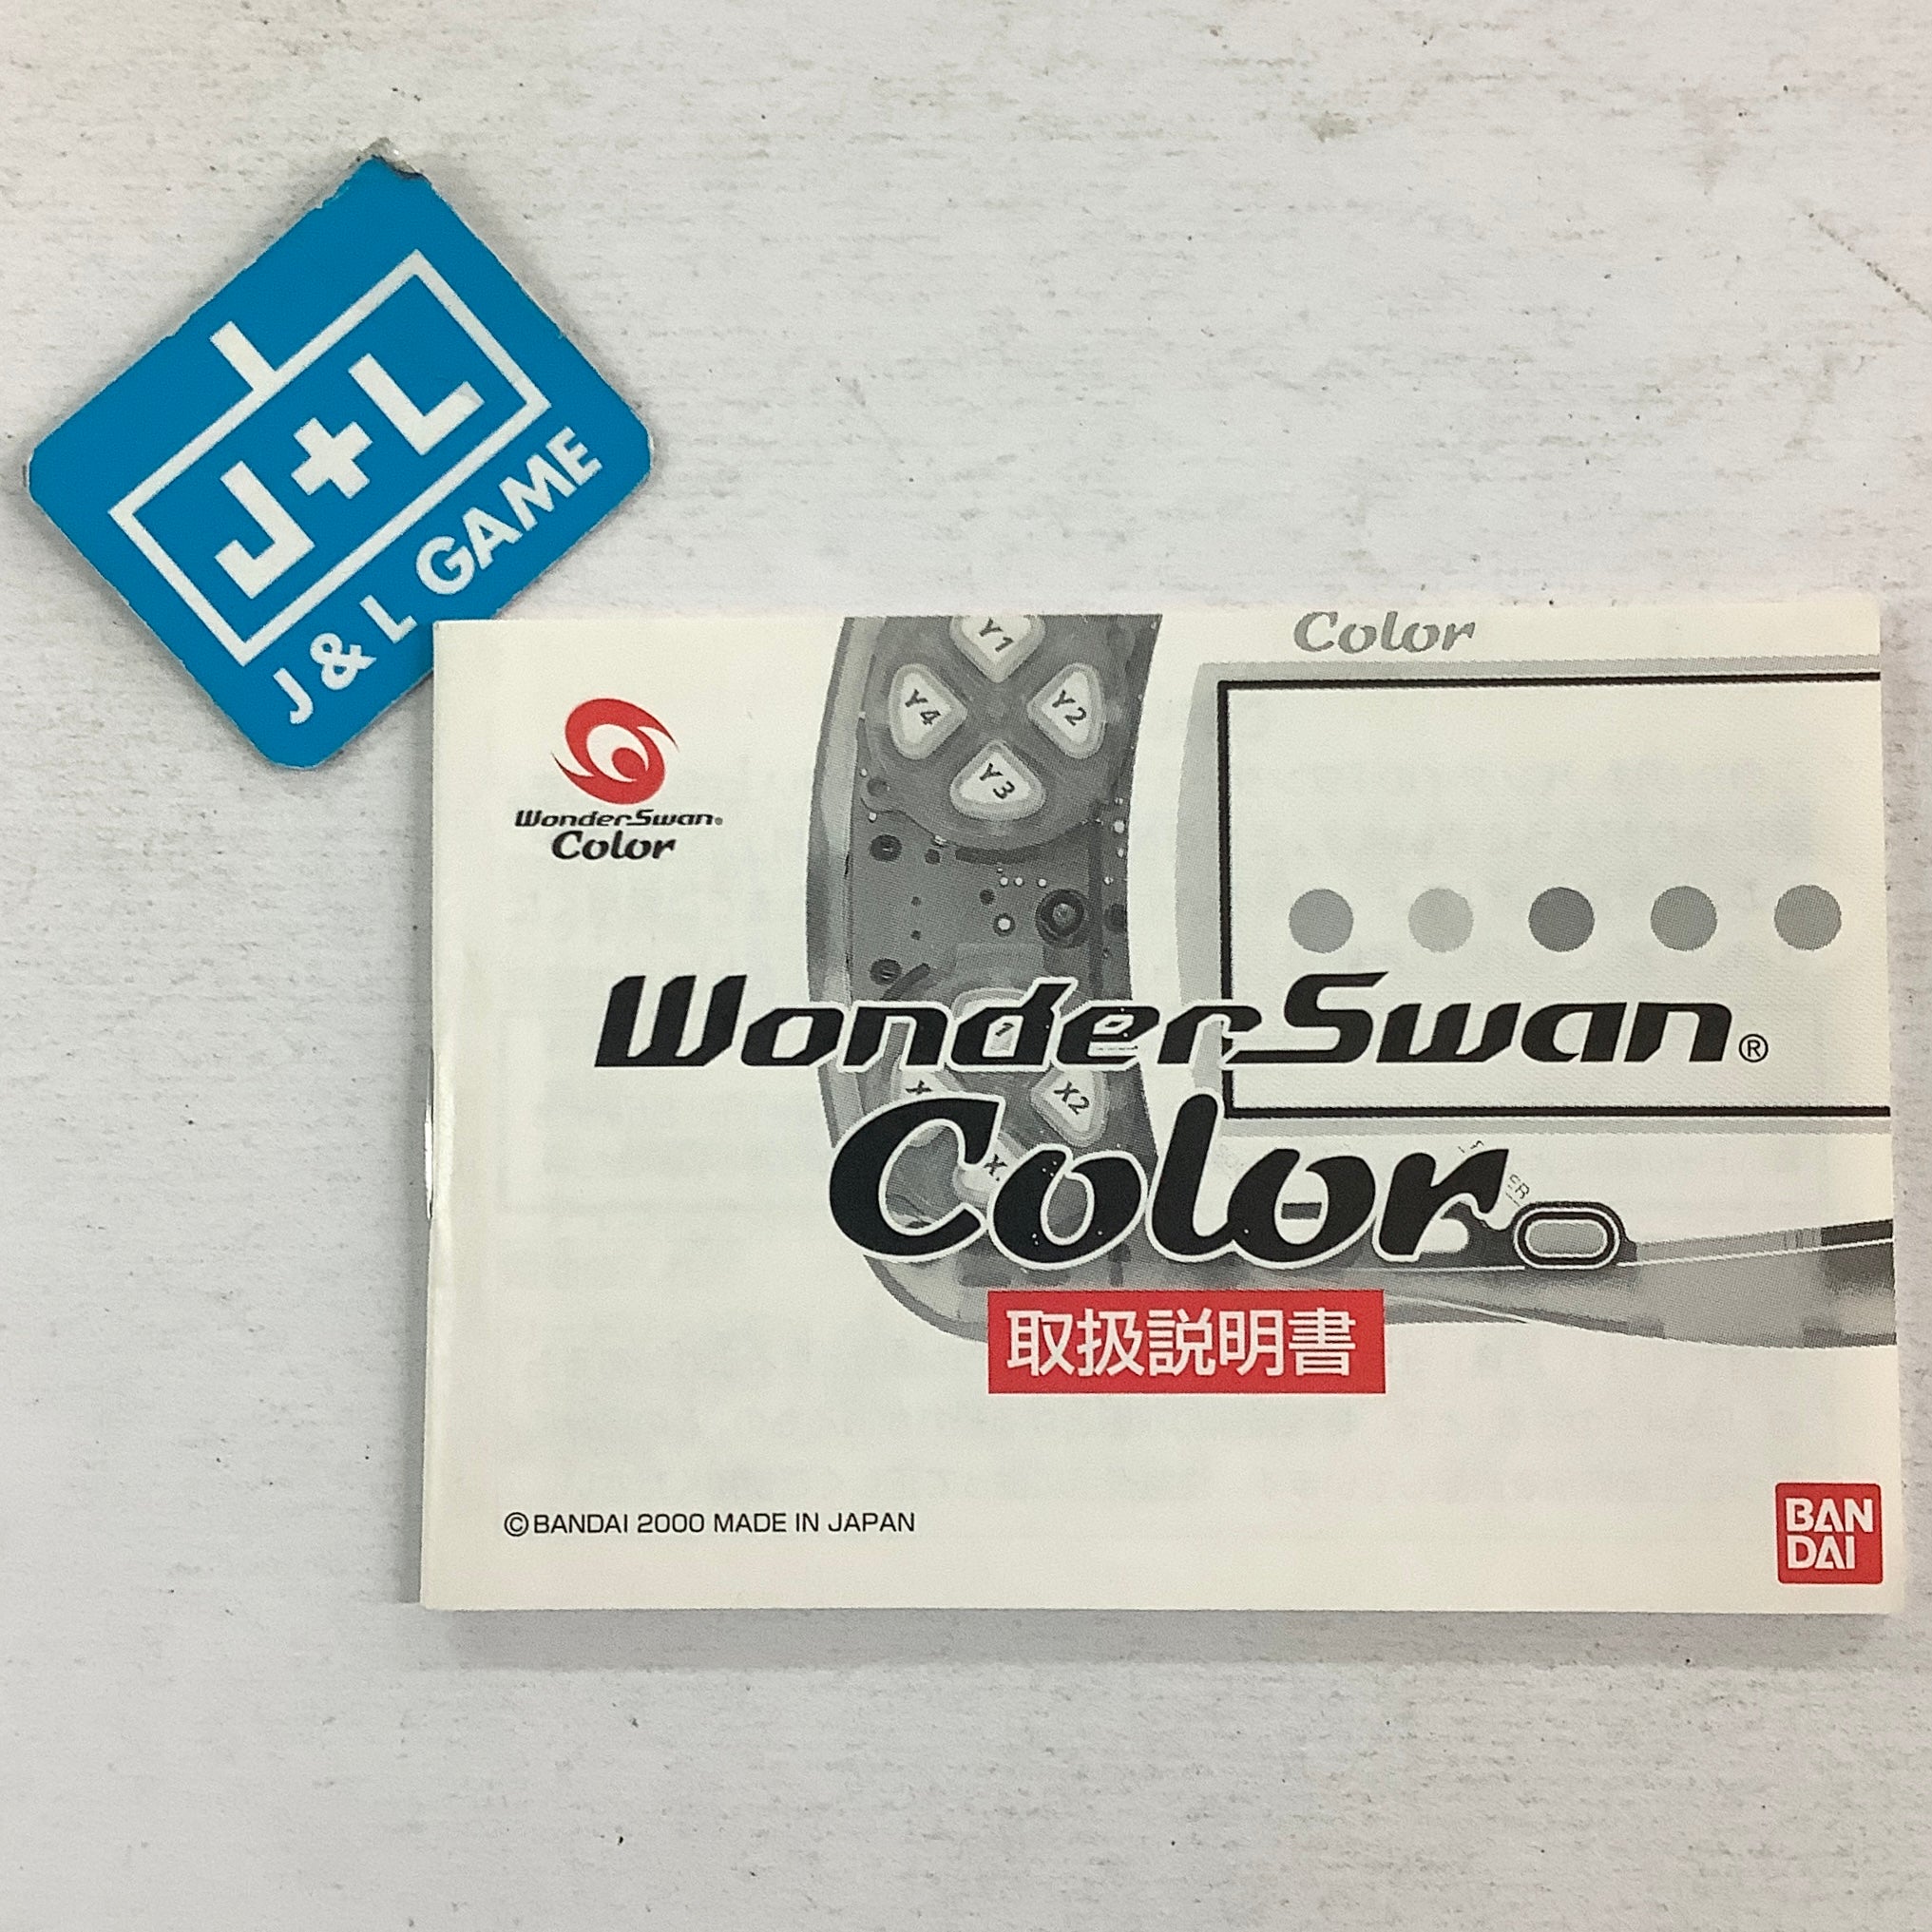 J+L
J & L GAME
Color
Y1
Y4
Y2
Y3
WonderSwan®
Color
WonderSwan®
Color
X2
取扱説明書
©BANDAI 2000 MADE IN JAPAN
BAN
DAI